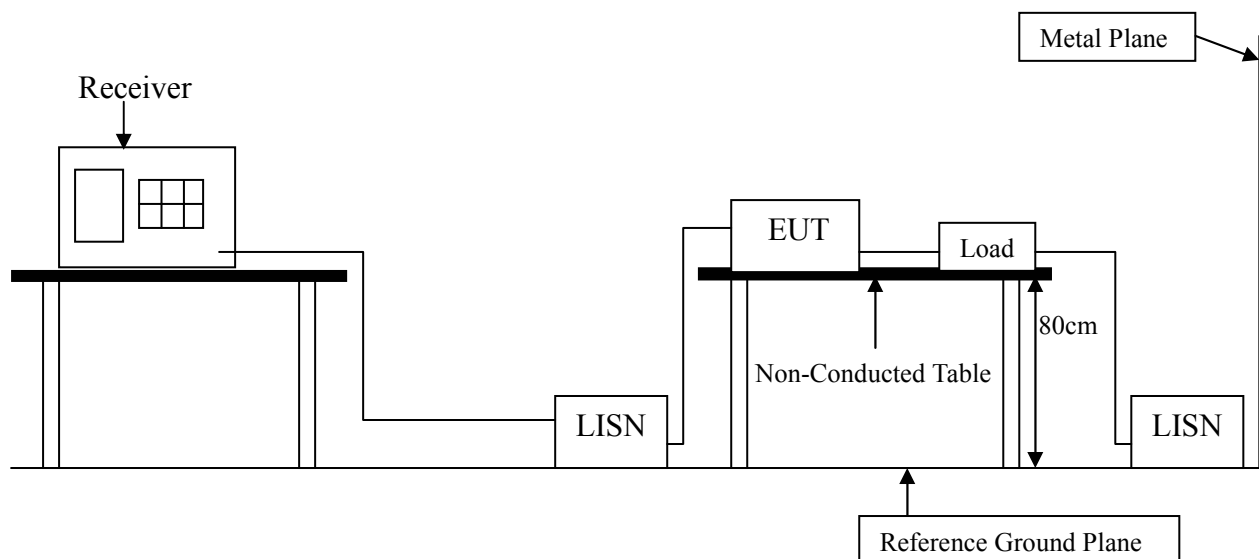 Metal Plane
Receiver
EUT
Load
80cm
Non-Conducted Table
LISN
LISN
Reference Ground Plane